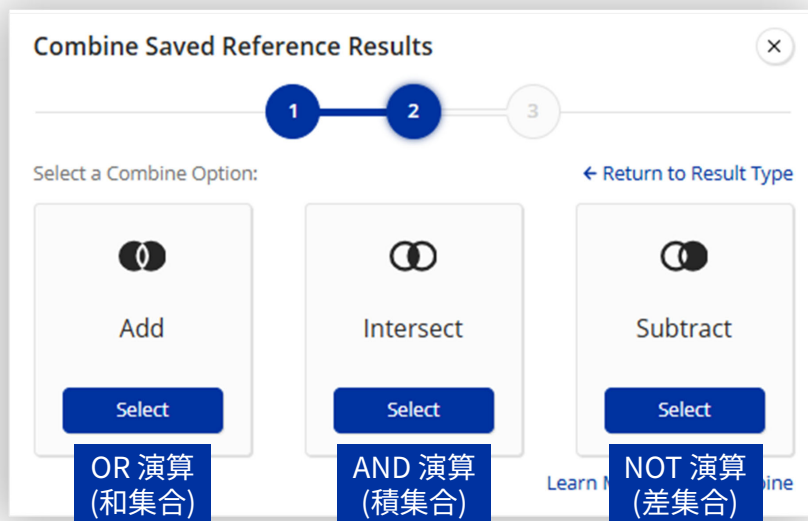 Combine Saved Reference Results
1
2
3
Select a Combine Option:
← Return to Result Type
Add
Intersect
Subtract
Select
Select
Select
OR 演算
(和集合)
AND 演算
(積集合)
NOT 演算
(差集合)
Learn